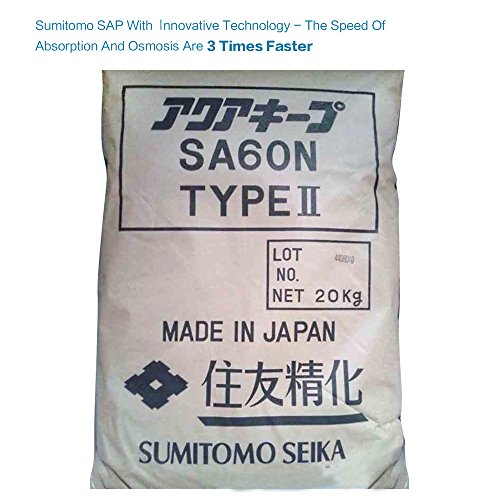 Sumitomo SAP With Innovative Technology – The Speed Of
Absorption And Osmosis Are 3 Times Faster
アクアキープ
SA60N
TYPEⅡ
LOT
NO.
NET 20Kg
MADE IN JAPAN
住友精化
SUMITOMO SEIKA